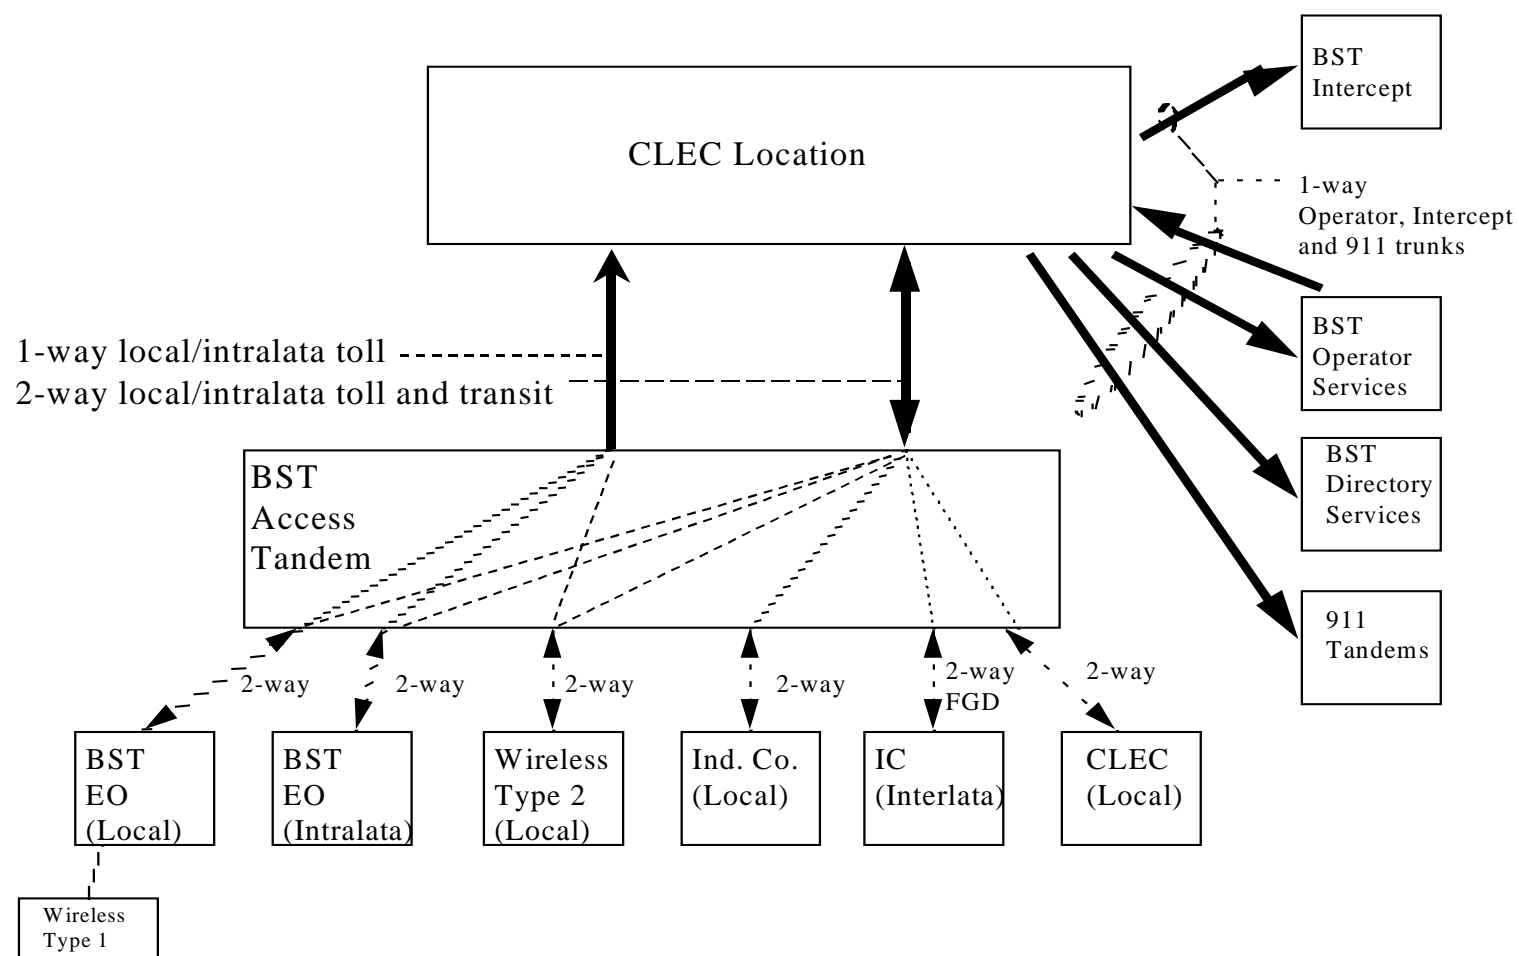 BST
Intercept
CLEC Location
1-way
Operator, Intercept
and 911 trunks
BST
Operator
Services
1-way local/intralata toll
2-way local/intralata toll and transit
BST
Directory
Services
BST
Access
Tandem
911
Tandems
2-way
2-way
2-way
2-way
2-way
FGD
2-way
BST
EO
(Local)
BST
EO
(Intralata)
Wireless
Type 2
(Local)
Ind. Co.
(Local)
IC
(Interlata)
CLEC
(Local)
Wireless
Type 1